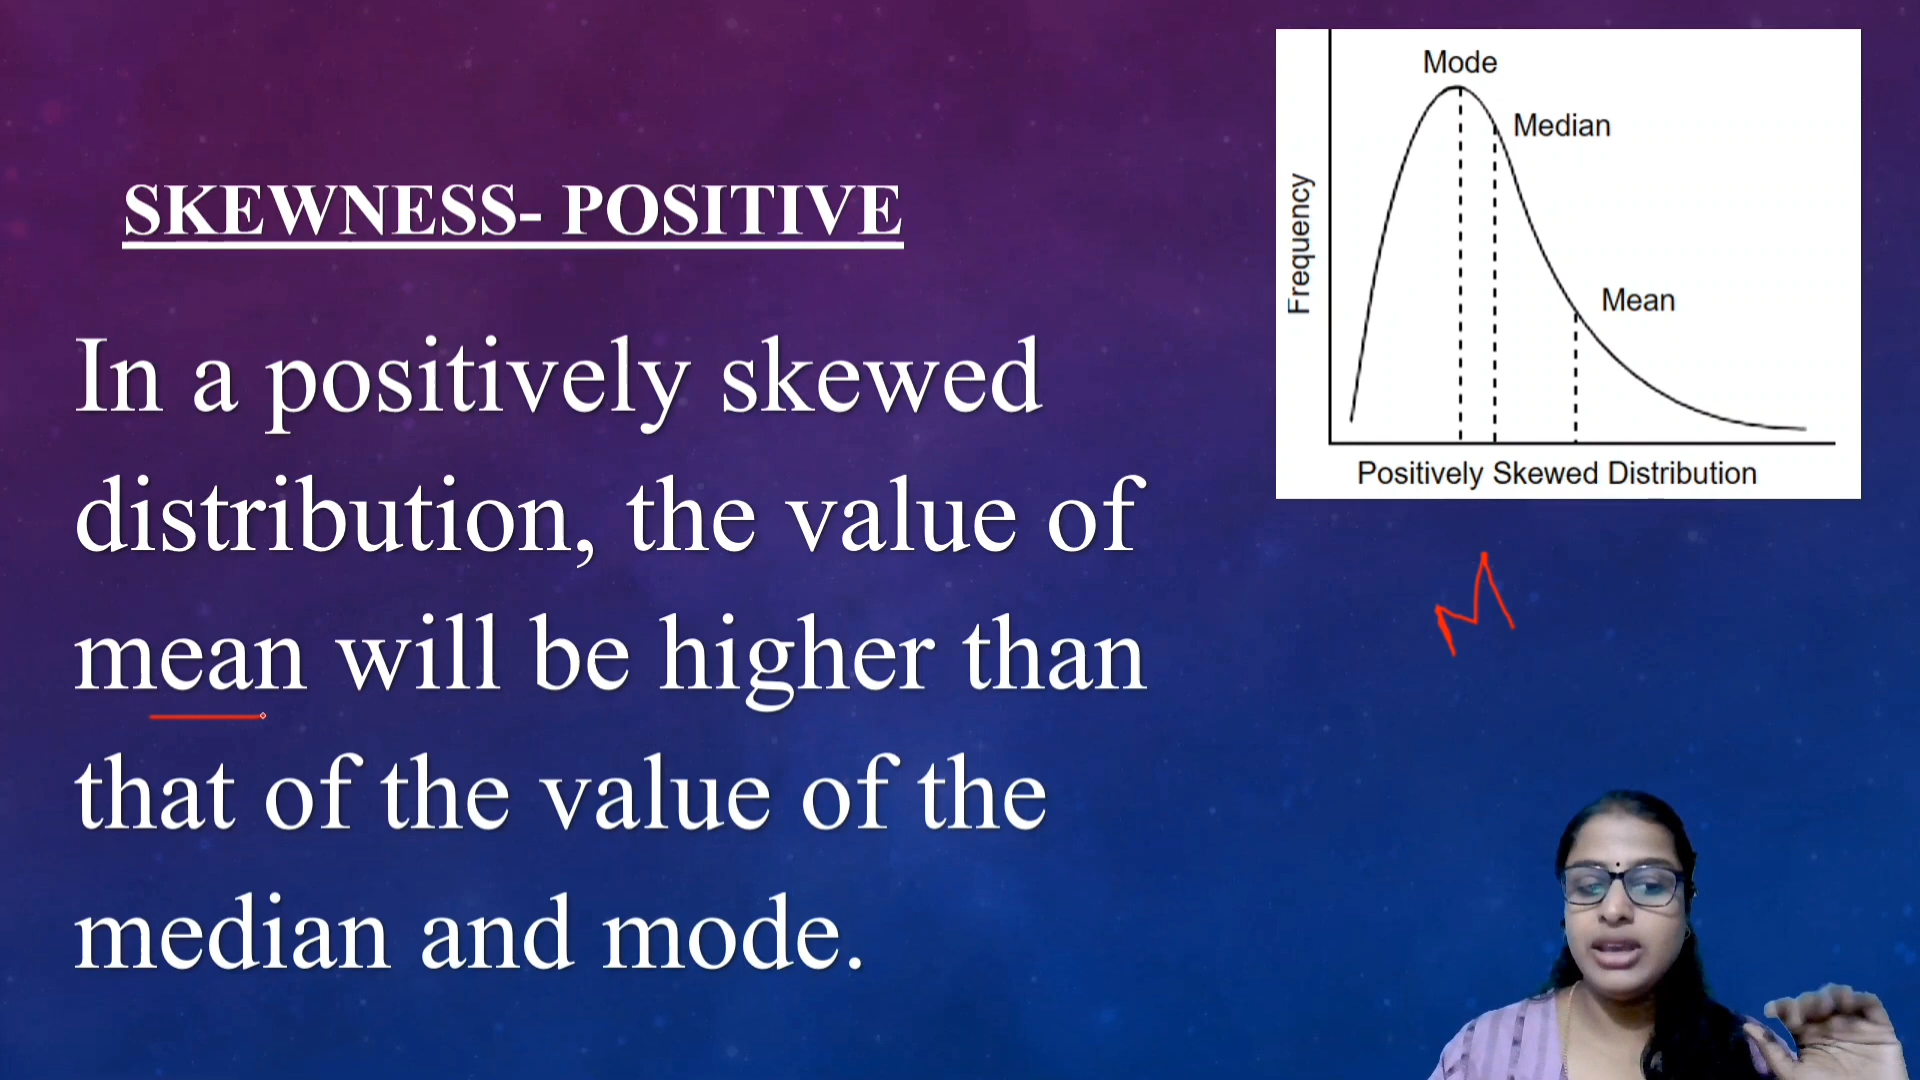 SKEWNESS- POSITIVE
In a positively skewed
distribution, the value of
mean will be higher than
that of the value of the
median and mode.
Mode
Median
Mean
Frequency
Positively Skewed Distribution
M